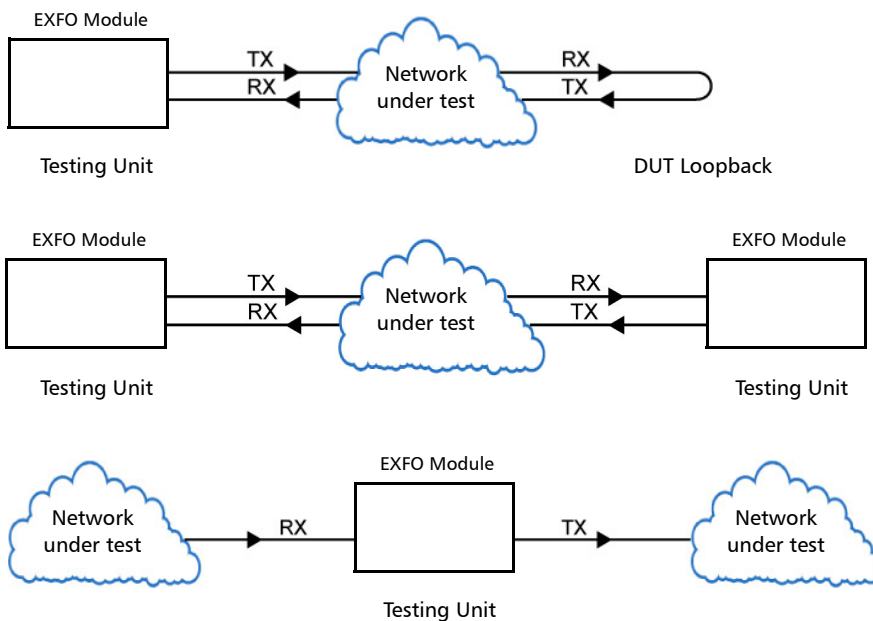 EXFO Module
TX
RX
Network
under test
RX
TX
Testing Unit
DUT Loopback
EXFO Module
EXFO Module
TX
RX
Network
under test
RX
TX
Testing Unit
Testing Unit
EXFO Module
Network
under test
RX
TX
Network
under test
Testing Unit